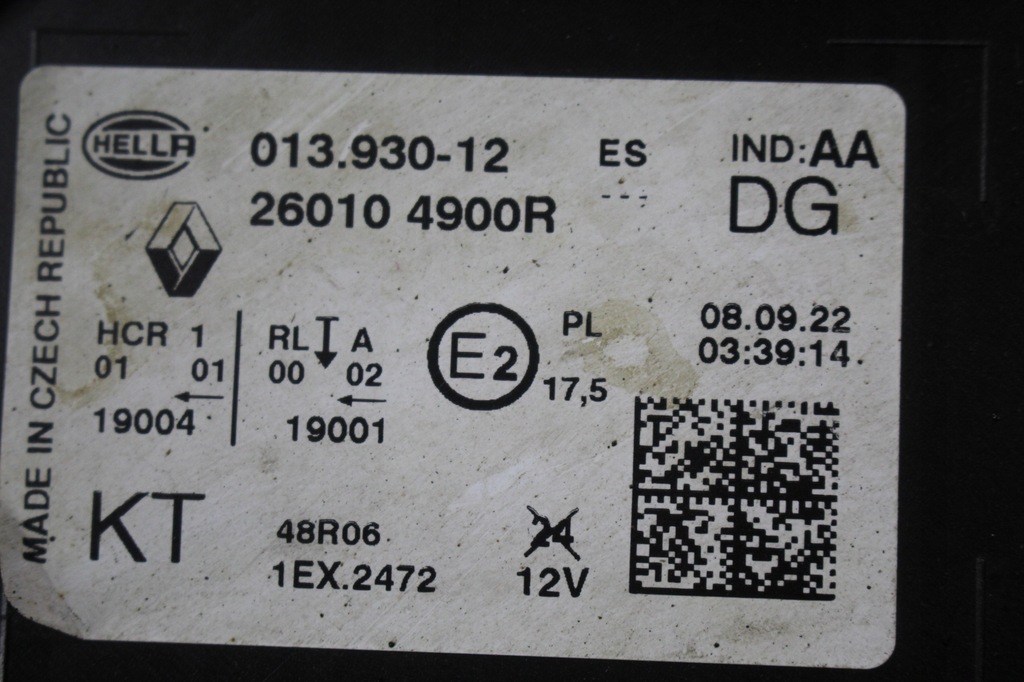 MADE IN CZECH REPUBLIC
HELLA
013.930-12 ES IND:AA
26010 4900R --- DG
HCR 1
01 01
19004
RL A
00 02
19001
E2
PL
17,5
08.09.22
03:39:14
KT
48R06
1EX.2472
24
12V